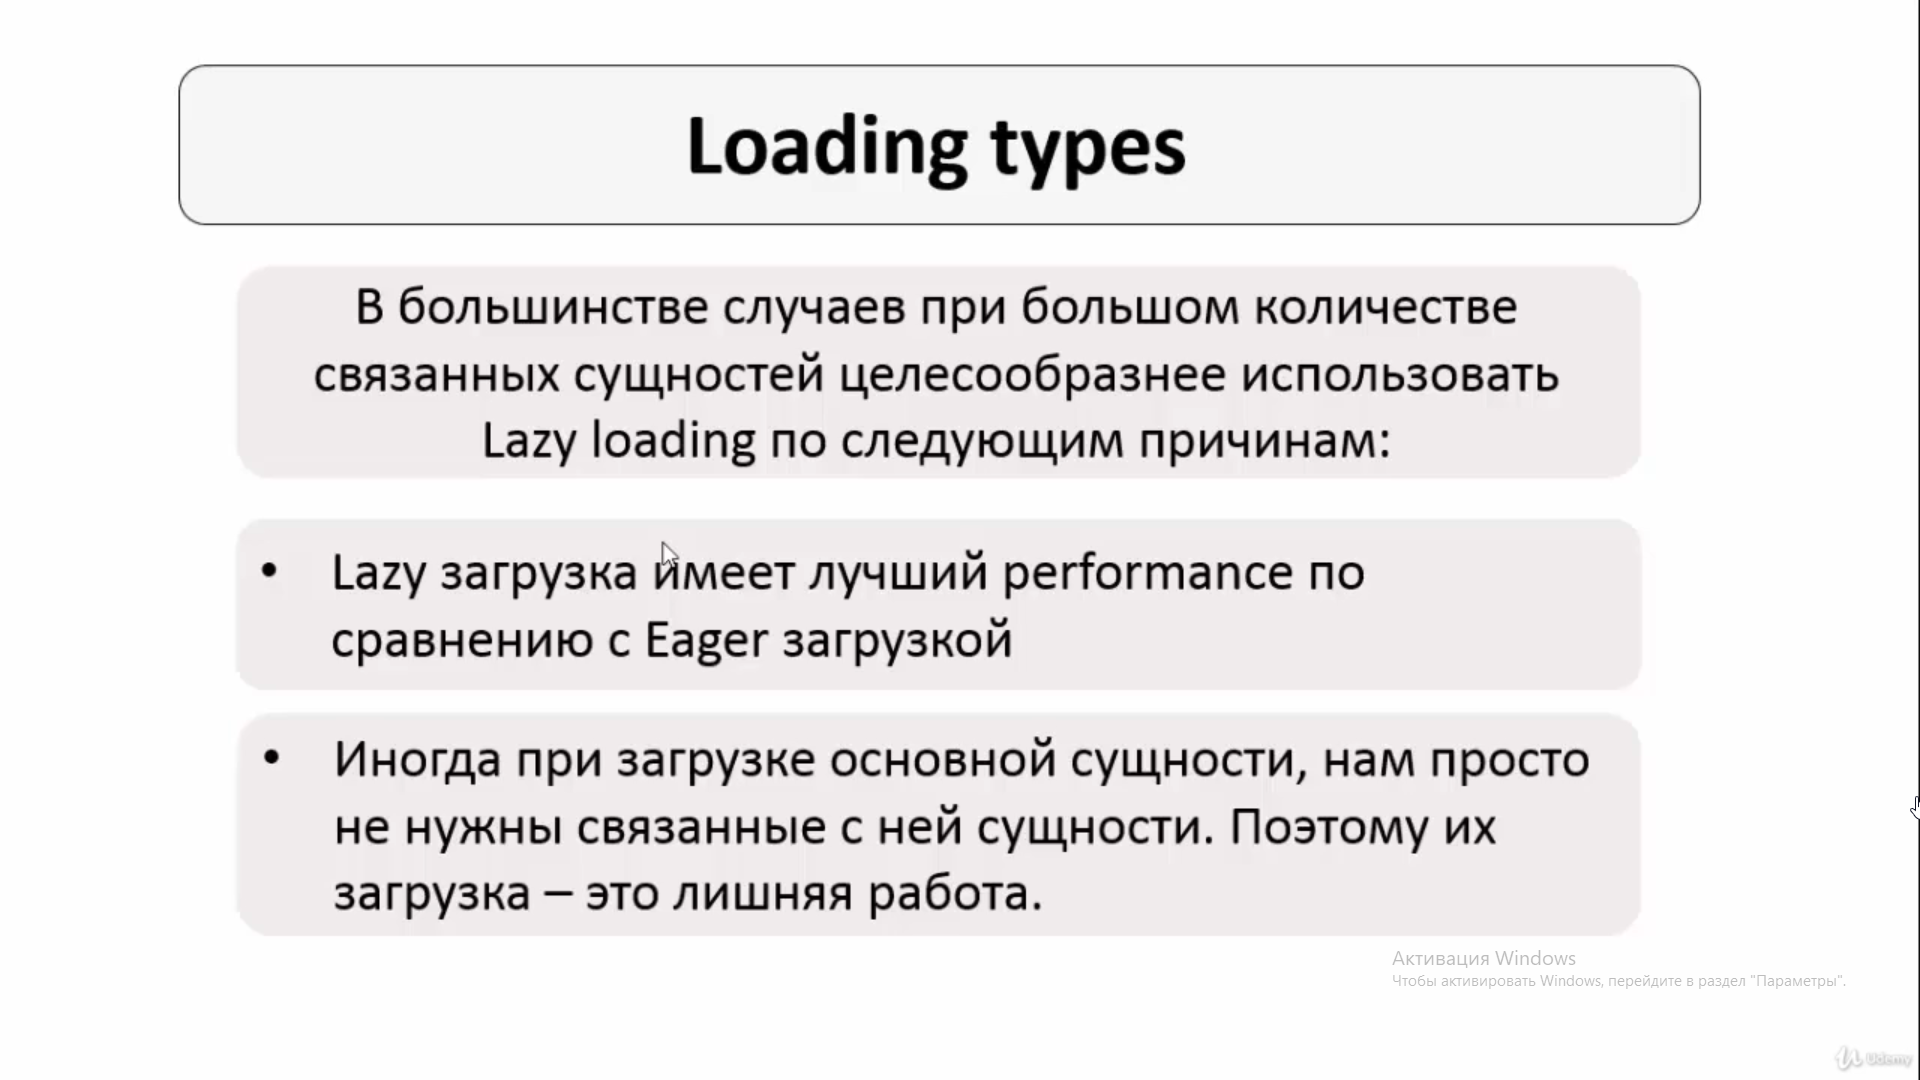 Loading types
В большинстве случаев при большом количестве
связанных сущностей целесообразнее использовать
Lazy loading по следующим причинам:
• Lazy загрузка имеет лучший performance по
сравнению с Eager загрузкой
• Иногда при загрузке основной сущности, нам просто
не нужны связанные с ней сущности. Поэтому их
загрузка – это лишняя работа.
Активация Windows
Чтобы активировать Windows, перейдите в раздел "Параметры".
Udemy